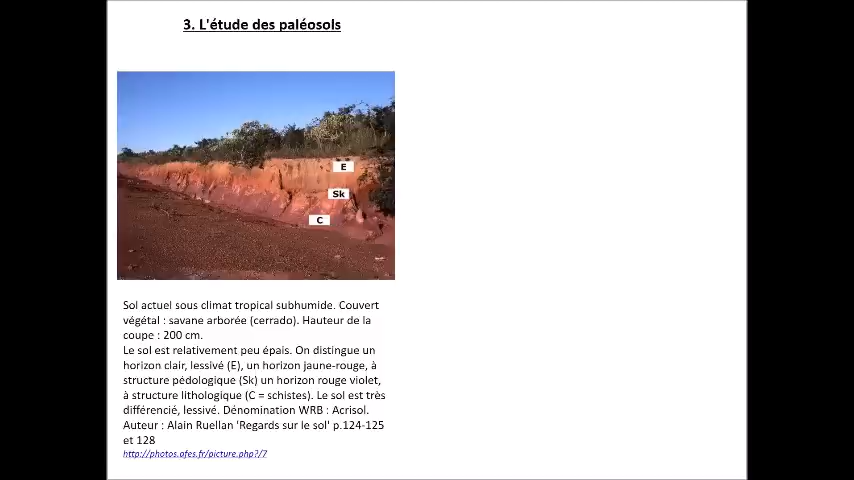 3. L'étude des paléosols
E
Sk
C
Sol actuel sous climat tropical subhumide. Couvert
végétal : savane arborée (cerrado). Hauteur de la
coupe : 200 cm.
Le sol est relativement peu épais. On distingue un
horizon clair, lessivé (E), un horizon jaune-rouge, à
structure pédologique (Sk) un horizon rouge violet,
à structure lithologique (C = schistes). Le sol est très
différencié, lessivé. Dénomination WRB : Acrisol.
Auteur : Alain Ruellan 'Regards sur le sol' p.124-125
et 128
http://photos.afes.fr/picture.php?/7